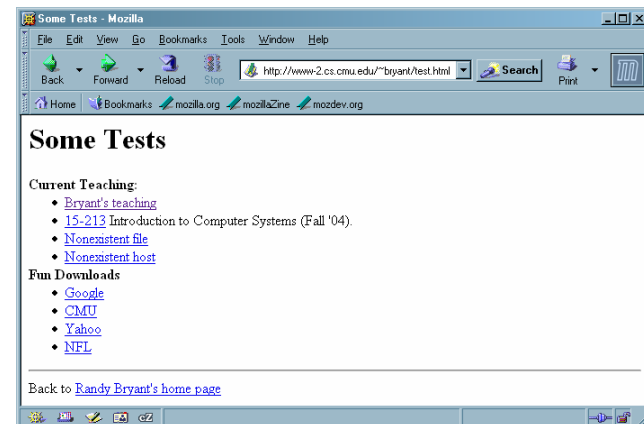 Some Tests - Mozilla
File Edit View Go Bookmarks Tools Window Help
Back Forward Reload Stop http://www-2.cs.cmu.edu/~bryant/test.html Search Print
Home Bookmarks mozilla.org mozillaZine mozdev.org
Some Tests
Current Teaching:
Bryant's teaching
15-213 Introduction to Computer Systems (Fall '04).
Nonexistent file
Nonexistent host
Fun Downloads
Google
CMU
Yahoo
NFL
Back to Randy Bryant's home page